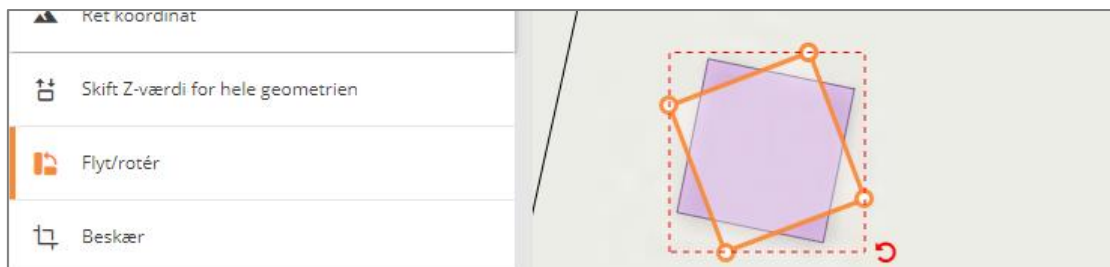 Ret koordinat
Skift Z-værdi for hele geometrien
Flyt/rotér
Beskær